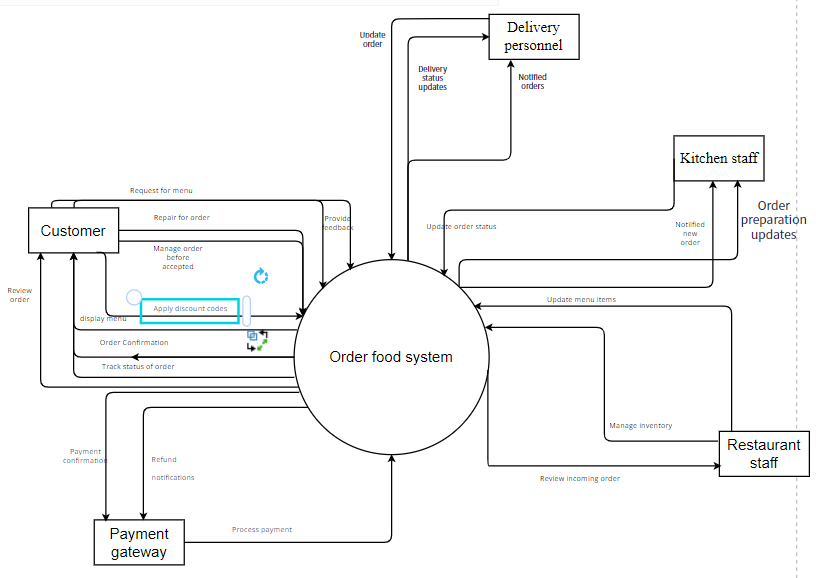 Delivery
personnel
Update
order
Delivery
status
updates
Notified
orders
Kitchen staff
Order
preparation
updates
Update order status
Notilfied
new
order
Request for menu
Repair for order
Provide
feedback
Customer
Manage order
before
accepted
Review
order
Apply discount codes
display menu
Order Confirmation
Track status of order
Order food system
Update menu items
Manage inventory
Restaurant
staff
Review incoming order
Payment
confirmation
Refund
notifications
Payment
gateway
Process payment